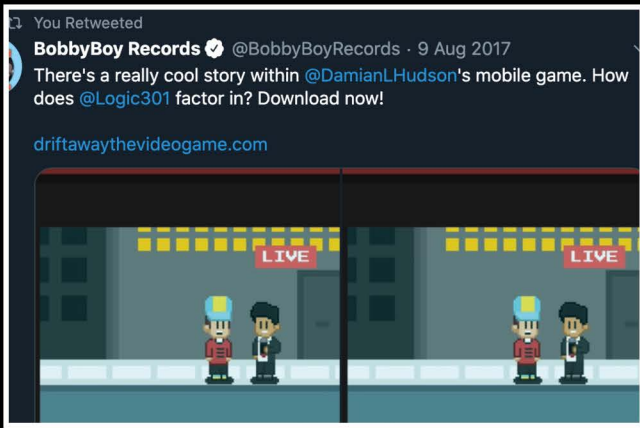 You Retweeted
BobbyBoy Records @BobbyBoyRecords · 9 Aug 2017
There's a really cool story within @DamianLHudson's mobile game. How
does @Logic301 factor in? Download now!
driftawaythevideogame.com
LIVE
LIVE